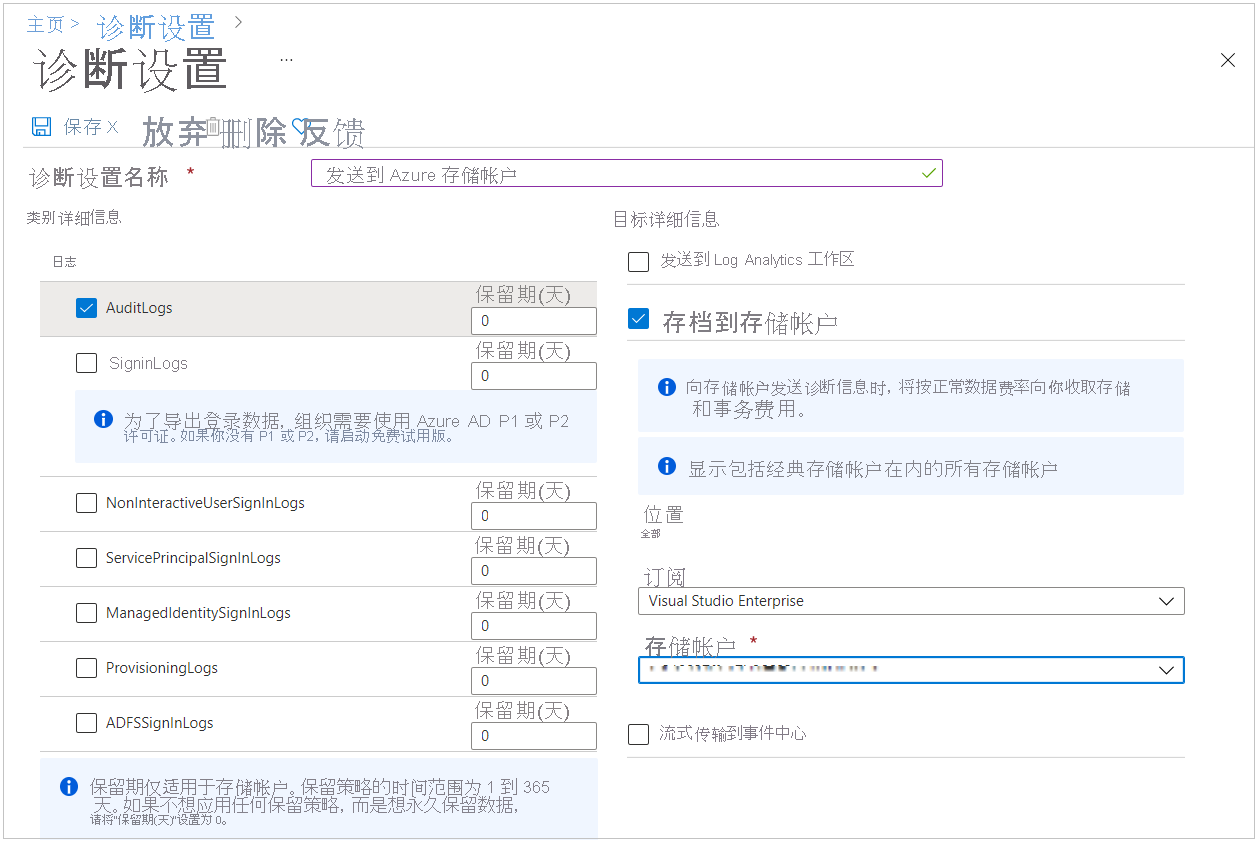 主页 > 诊断设置 >
诊断设置 ...
保存 X 放弃 删除 反馈
诊断设置名称 * 发送到 Azure 存储帐户
类别详细信息
日志
AuditLogs 保留期(天)
0
SigninLogs 保留期(天)
0
为了导出登录数据, 组织需要使用 Azure AD P1 或 P2
许可证。如果你没有 P1 或 P2, 请启动免费试用版。
NonInteractiveUserSignInLogs 保留期(天)
0
ServicePrincipalSignInLogs 保留期(天)
0
ManagedIdentitySignInLogs 保留期(天)
0
ProvisioningLogs 保留期(天)
0
ADFSSignInLogs 保留期(天)
0
保留期仅适用于存储帐户。保留策略的时间范围为 1 到 365
天。如果不想应用任何保留策略, 而是想永久保留数据,
请将“保留期(天)”设置为 0。
目标详细信息
发送到 Log Analytics 工作区
存档到存储帐户
向存储帐户发送诊断信息时, 将按正常数据费率向你收取存储
和事务费用。
显示包括经典存储帐户在内的所有存储帐户
位置
全部
订阅
Visual Studio Enterprise
存储帐户 *
流式传输到事件中心